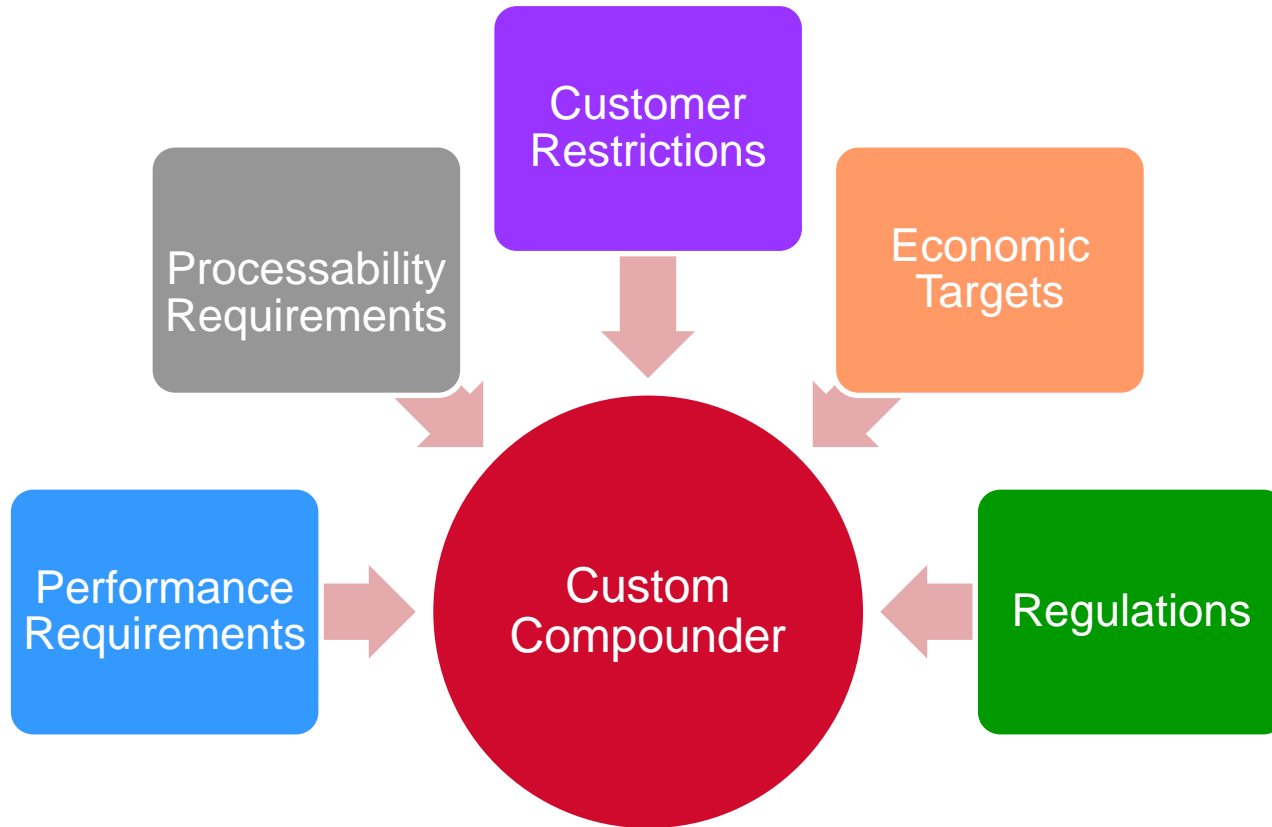 Customer
Restrictions
Processability
Requirements
Economic
Targets
Performance
Requirements
Custom
Compounder
Regulations